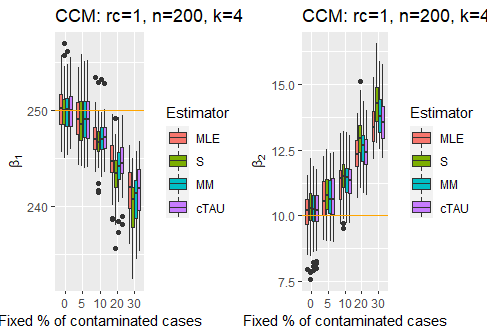 CCM: rc=1, n=200, k=4
250
240
β1
0 5 10 20 30
Fixed % of contaminated cases
Estimator
MLE
S
MM
cTAU
CCM: rc=1, n=200, k=4
15.0
12.5
10.0
7.5
β2
0 5 10 20 30
Fixed % of contaminated cases
Estimator
MLE
S
MM
cTAU